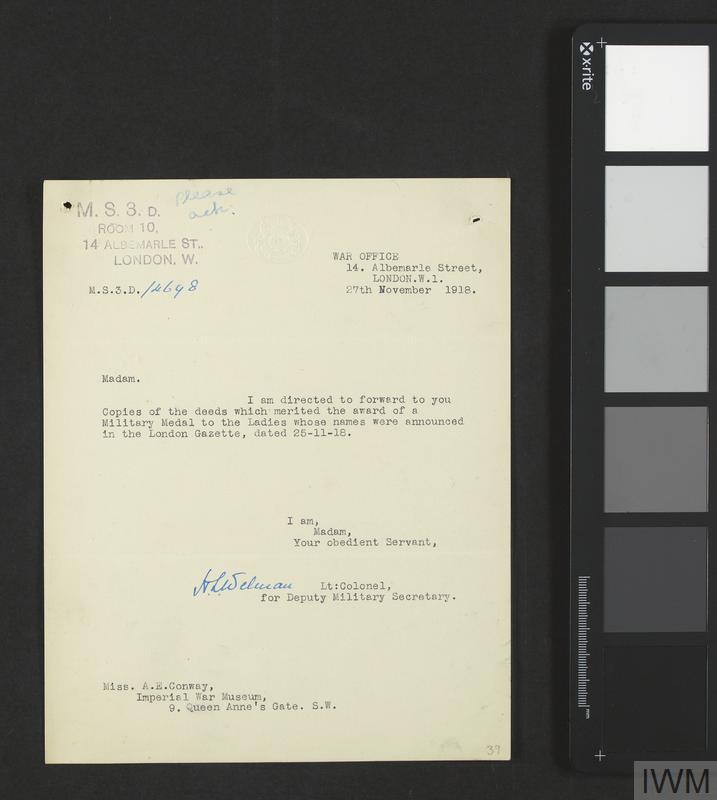 M. S. 3. D.
ROOM 10,
14 ALBEMARLE ST.,
LONDON, W.
please
ack.
M.S.3.D./4698
WAR OFFICE
14. Albemarle Street,
LONDON.W.1.
27th November 1918.
Madam.
I am directed to forward to you
Copies of the deeds which merited the award of a
Military Medal to the Ladies whose names were announced
in the London Gazette, dated 25-11-18.
I am,
Madam,
Your obedient Servant,
Lt:Colonel,
for Deputy Military Secretary.
Miss. A.E.Conway,
Imperial War Museum,
9. Queen Anne's Gate. S.W.
39
x-rite
mm
IWM